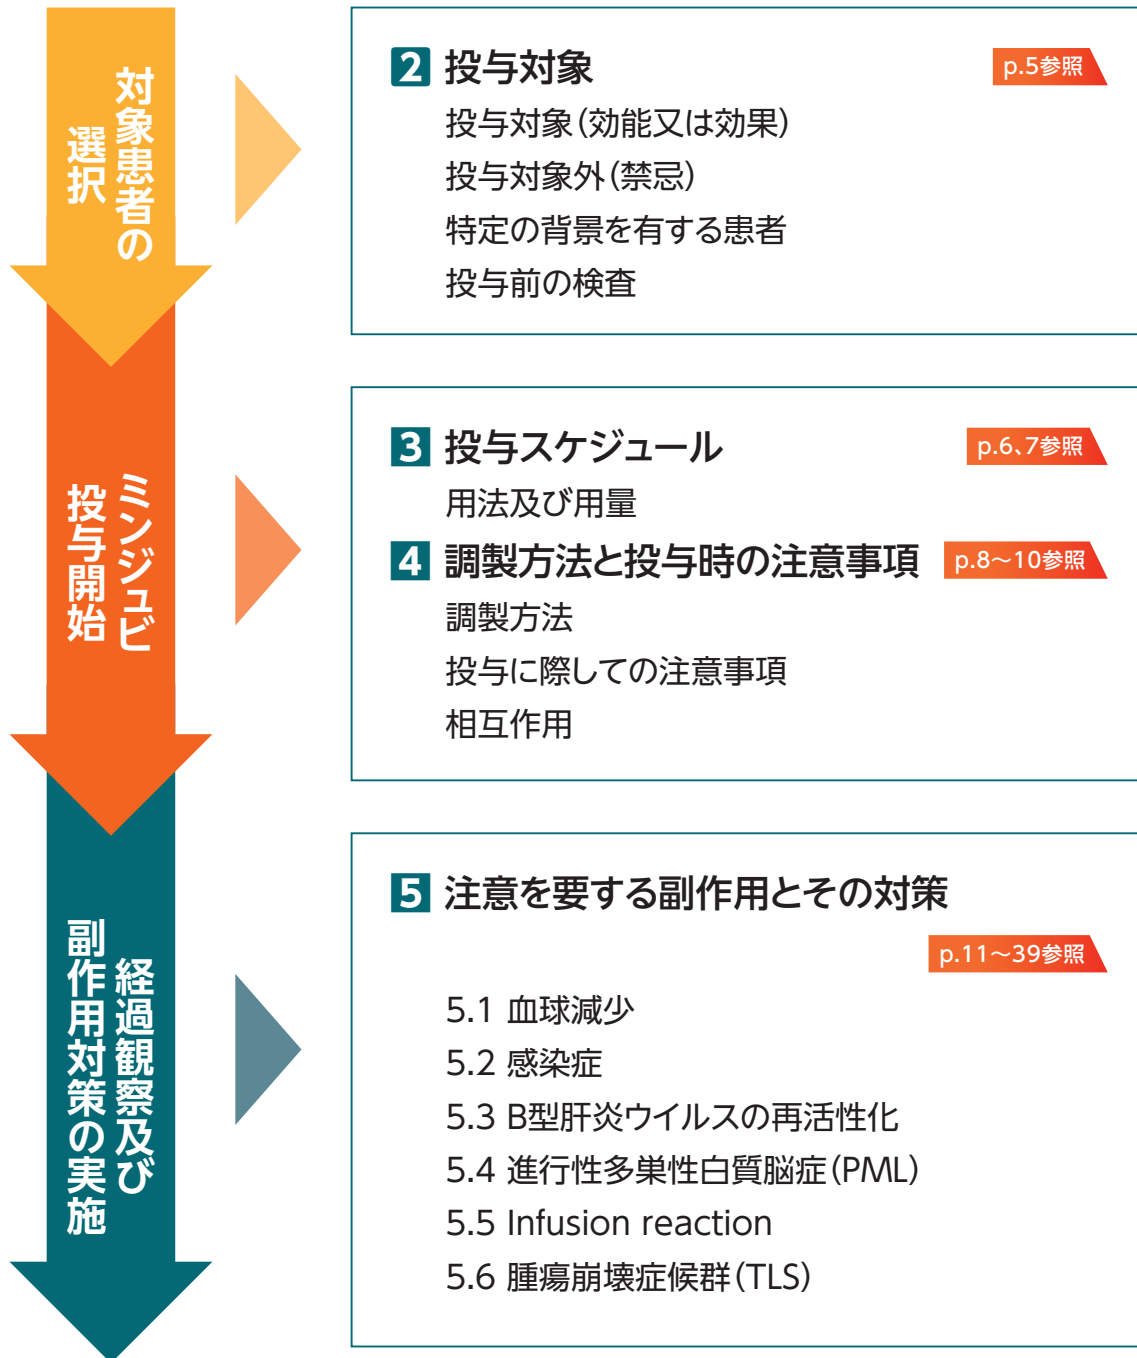 対象患者の
選択
2 投与対象
p.5参照
投与対象(効能又は効果)
投与対象外(禁忌)
特定の背景を有する患者
投与前の検査
ミンジュビ
投与開始
3 投与スケジュール
p.6、7参照
用法及び用量
4 調製方法と投与時の注意事項
p.8～10参照
調製方法
投与に際しての注意事項
相互作用
経過観察及び
副作用対策の実施
5 注意を要する副作用とその対策
p.11～39参照
5.1 血球減少
5.2 感染症
5.3 B型肝炎ウイルスの再活性化
5.4 進行性多巣性白質脳症(PML)
5.5 Infusion reaction
5.6 腫瘍崩壊症候群(TLS)